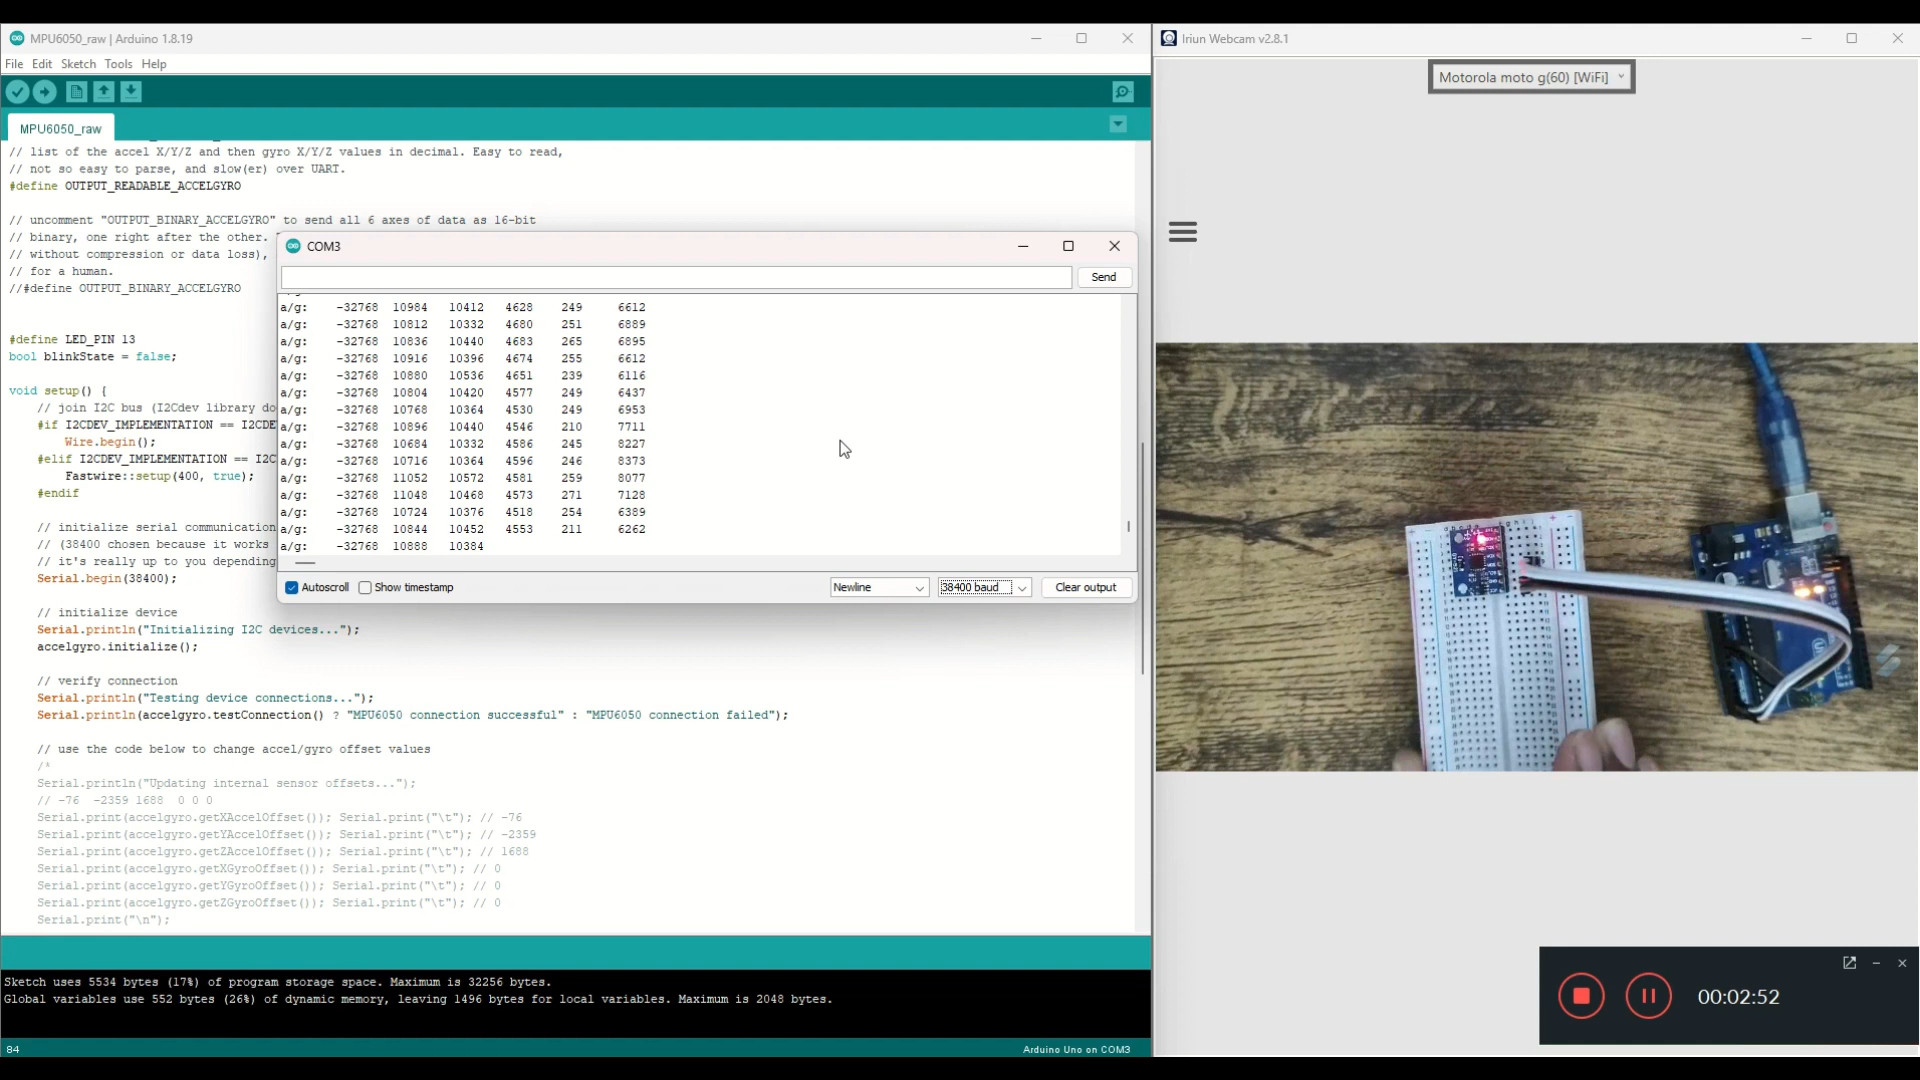 MPU6050_raw | Arduino 1.8.19
File Edit Sketch Tools Help
MPU6050_raw
// list of the accel X/Y/Z and then gyro X/Y/Z values in decimal. Easy to read,
// not so easy to parse, and slow(er) over UART.
#define OUTPUT_READABLE_ACCELGYRO
// uncomment "OUTPUT_BINARY_ACCELGYRO" to send all 6 axes of data as 16-bit
// binary, one right after the other.
// without compression or data loss),
// for a human.
//#define OUTPUT_BINARY_ACCELGYRO
#define LED_PIN 13
bool blinkState = false;
void setup() {
// join I2C bus (I2Cdev library do
#if I2CDEV_IMPLEMENTATION == I2CDE
Wire.begin();
#elif I2CDEV_IMPLEMENTATION == I2C
Fastwire::setup(400, true);
#endif
// initialize serial communication
// (38400 chosen because it works
// it's really up to you depending
Serial.begin(38400);
// initialize device
Serial.println("Initializing I2C devices...");
accelgyro.initialize();
// verify connection
Serial.println("Testing device connections...");
Serial.println(accelgyro.testConnection() ? "MPU6050 connection successful" : "MPU6050 connection failed");
// use the code below to change accel/gyro offset values
/*
Serial.println("Updating internal sensor offsets...");
// -76 -2359 1688 0 0 0
Serial.print(accelgyro.getXAccelOffset()); Serial.print("\t"); // -76
Serial.print(accelgyro.getYAccelOffset()); Serial.print("\t"); // -2359
Serial.print(accelgyro.getZAccelOffset()); Serial.print("\t"); // 1688
Serial.print(accelgyro.getXGyroOffset()); Serial.print("\t"); // 0
Serial.print(accelgyro.getYGyroOffset()); Serial.print("\t"); // 0
Serial.print(accelgyro.getZGyroOffset()); Serial.print("\t"); // 0
Serial.print("\n");
Sketch uses 5534 bytes (17%) of program storage space. Maximum is 32256 bytes.
Global variables use 552 bytes (26%) of dynamic memory, leaving 1496 bytes for local variables. Maximum is 2048 bytes.
84
Arduino Uno on COM3
COM3
Send
a/g: -32768 10984 10412 4628 249 6612
a/g: -32768 10812 10332 4680 251 6889
a/g: -32768 10836 10440 4683 265 6895
a/g: -32768 10916 10396 4674 255 6612
a/g: -32768 10880 10536 4651 239 6116
a/g: -32768 10804 10420 4577 249 6437
a/g: -32768 10768 10364 4530 249 6953
a/g: -32768 10896 10440 4546 210 7711
a/g: -32768 10684 10332 4586 245 8227
a/g: -32768 10716 10364 4596 246 8373
a/g: -32768 11052 10572 4581 259 8077
a/g: -32768 11048 10468 4573 271 7128
a/g: -32768 10724 10376 4518 254 6389
a/g: -32768 10844 10452 4553 211 6262
a/g: -32768 10888 10384
Autoscroll Show timestamp Newline 38400 baud Clear output
Iriun Webcam v2.8.1
Motorola moto g(60) [WiFi]
00:02:52